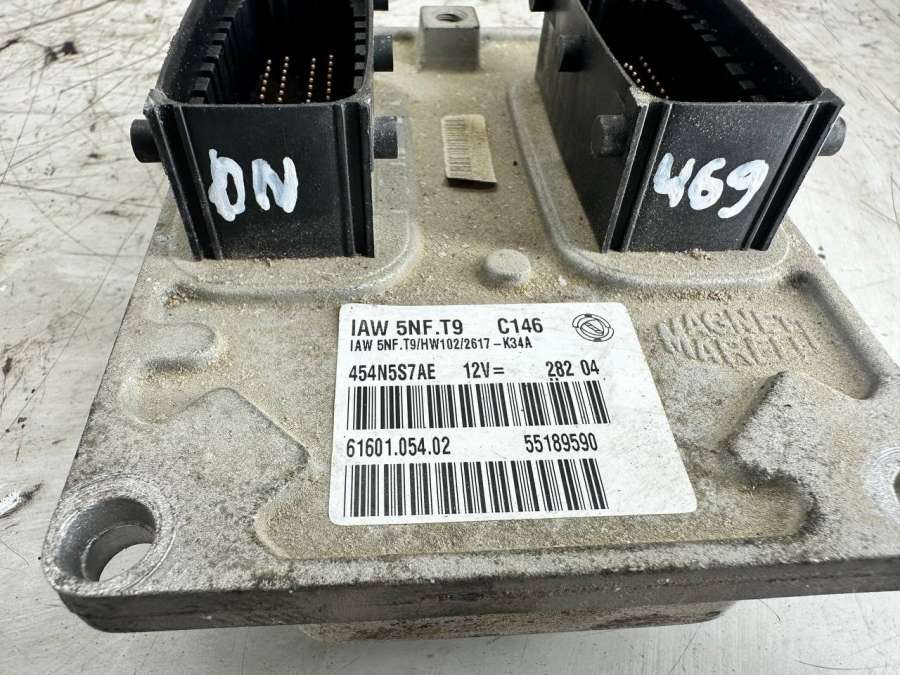 ON
469
IAW 5NF.T9 C146
IAW 5NF.T9/HW102/2617-K34A
454N5S7AE 12V= 282 04
61601.054.02 55189590
MAGNETI
MARELLI